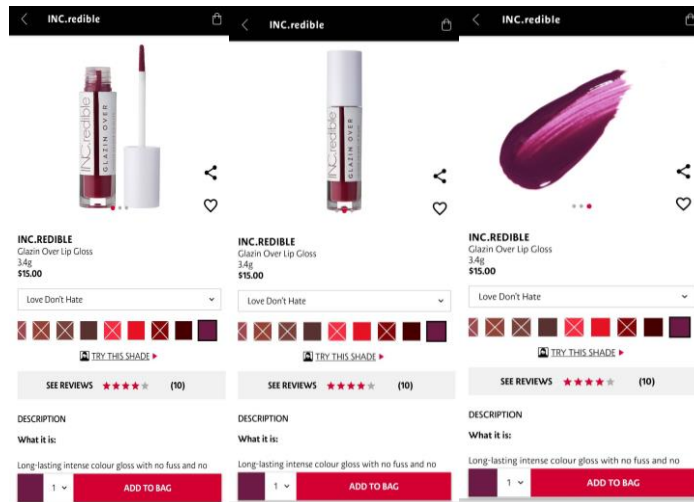 INC.redible
INC.redible
GLAZIN OVER
INC.REDIBLE
Glazin Over Lip Gloss
3.4g
$15.00
Love Don't Hate
TRY THIS SHADE
SEE REVIEWS (10)
DESCRIPTION
What it is:
Long-lasting intense colour gloss with no fuss and no
1 ADD TO BAG
INC.redible
INC.redible
GLAZIN OVER
INC.REDIBLE
Glazin Over Lip Gloss
3.4g
$15.00
Love Don't Hate
TRY THIS SHADE
SEE REVIEWS (10)
DESCRIPTION
What it is:
Long-lasting intense colour gloss with no fuss and no
1 ADD TO BAG
INC.redible
INC.REDIBLE
Glazin Over Lip Gloss
3.4g
$15.00
Love Don't Hate
TRY THIS SHADE
SEE REVIEWS (10)
DESCRIPTION
What it is:
Long-lasting intense colour gloss with no fuss and no
1 ADD TO BAG